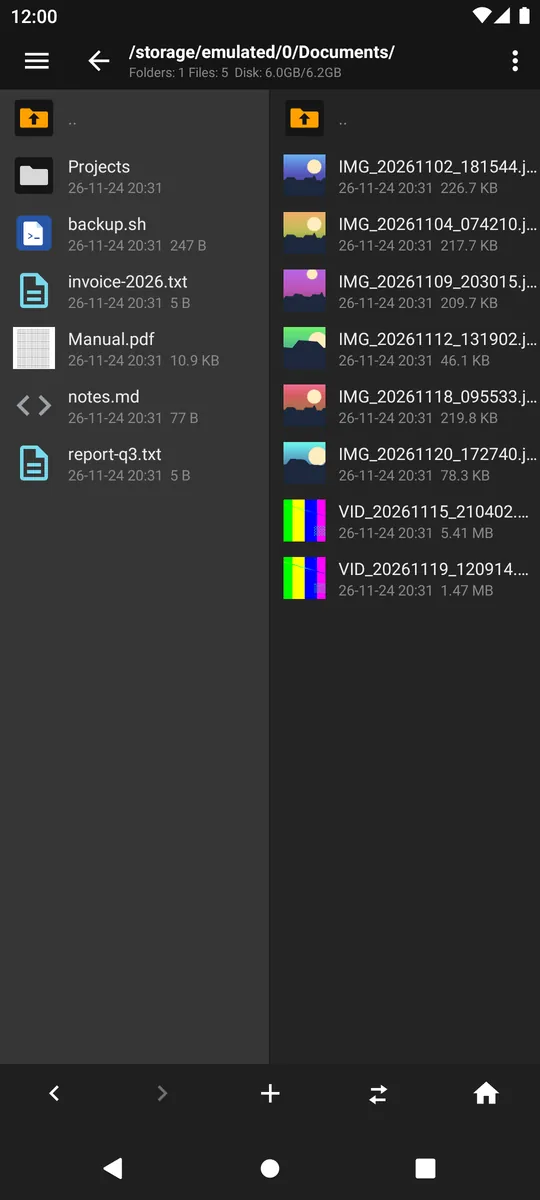 12:00
/storage/emulated/0/Documents/
Folders: 1 Files: 5 Disk: 6.0GB/6.2GB
..
Projects
26-11-24 20:31
backup.sh
26-11-24 20:31 247 B
invoice-2026.txt
26-11-24 20:31 5 B
Manual.pdf
26-11-24 20:31 10.9 KB
notes.md
26-11-24 20:31 77 B
report-q3.txt
26-11-24 20:31 5 B
..
IMG_20261102_181544.j...
26-11-24 20:31 226.7 KB
IMG_20261104_074210.j...
26-11-24 20:31 217.7 KB
IMG_20261109_203015.j...
26-11-24 20:31 209.7 KB
IMG_20261112_131902.j...
26-11-24 20:31 46.1 KB
IMG_20261118_095533.j...
26-11-24 20:31 219.8 KB
IMG_20261120_172740.j...
26-11-24 20:31 78.3 KB
VID_20261115_210402....
26-11-24 20:31 5.41 MB
VID_20261119_120914....
26-11-24 20:31 1.47 MB